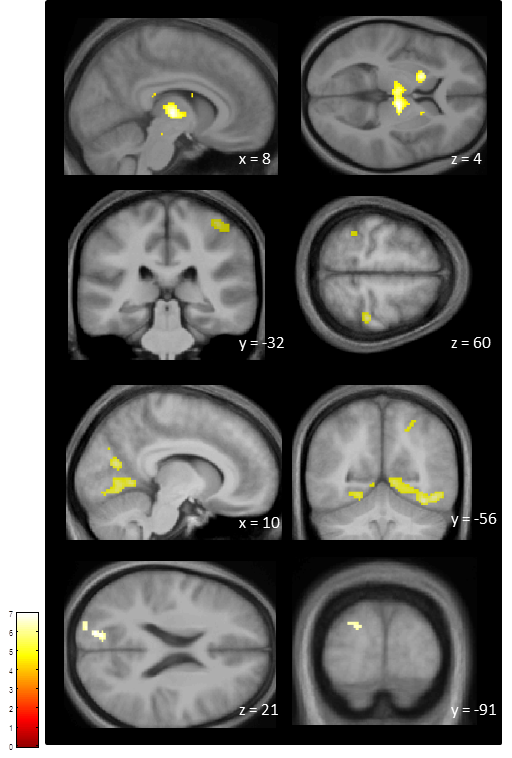 x = 8
z = 4
y = -32
z = 60
x = 10
y = -56
7
6
5
4
3
2
1
0
z = 21
y = -91